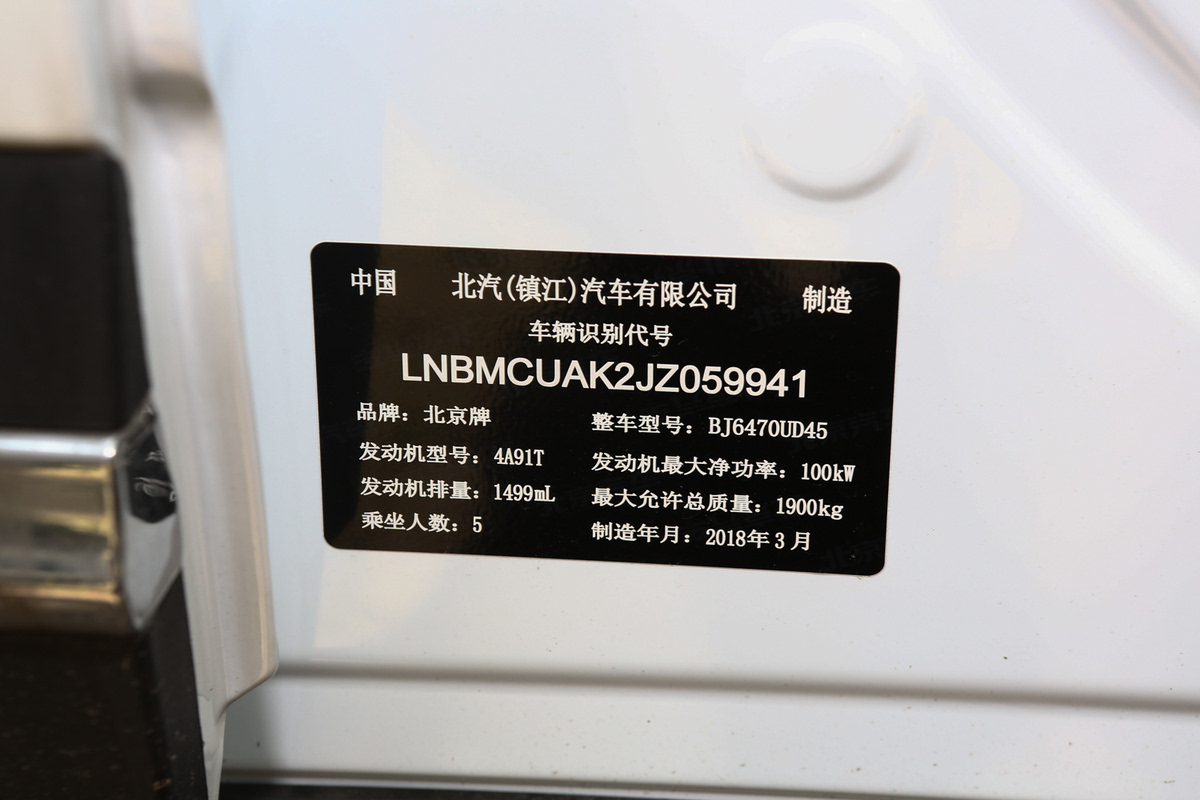 中国 北汽(镇江)汽车有限公司 制造
车辆识别代号
LNBMCUAK2JZ059941
品牌：北京牌 整车型号：BJ6470UD45
发动机型号：4A91T 发动机最大净功率：100kW
发动机排量：1499mL 最大允许总质量：1900kg
乘坐人数：5 制造年月：2018年3月